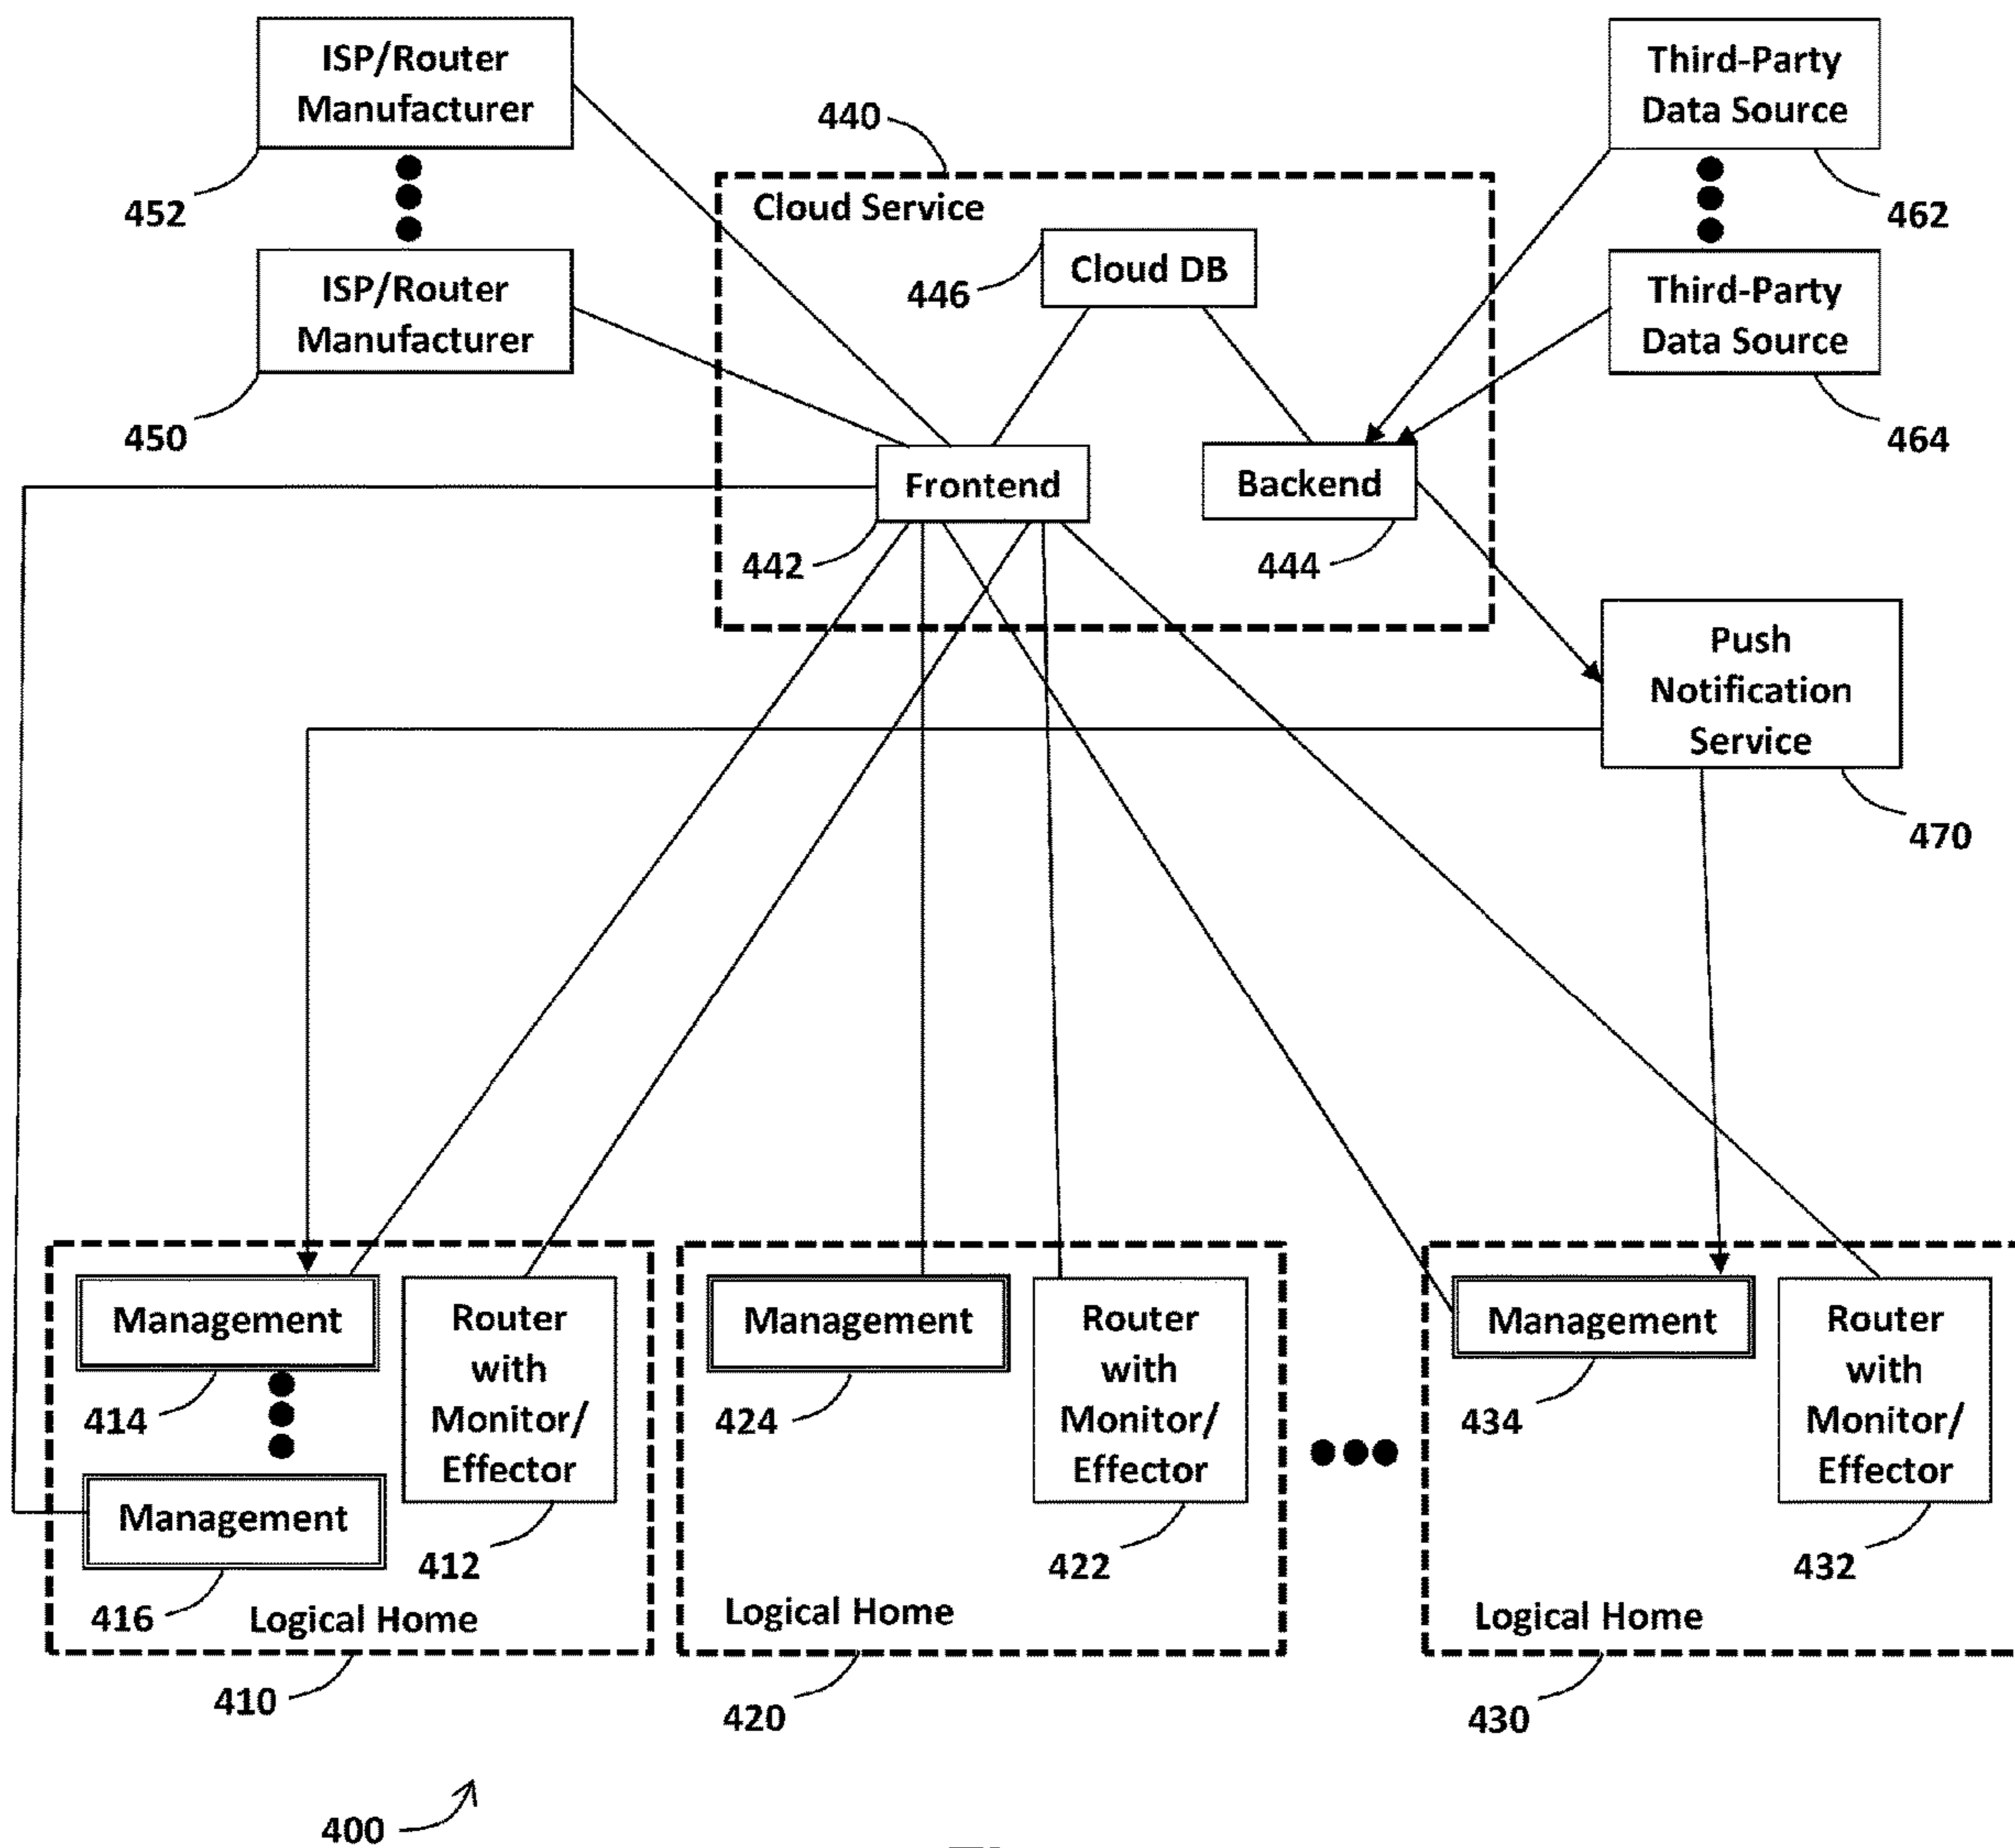 ISP/Router
Manufacturer
452
ISP/Router
Manufacturer
450
440
Cloud Service
Cloud DB
446
Frontend
442
Backend
444
Third-Party
Data Source
462
Third-Party
Data Source
464
Push
Notification
Service
470
Management
414
Management
416
Router
with
Monitor/
Effector
412
Logical Home
410
Management
424
Router
with
Monitor/
Effector
422
Logical Home
420
Management
434
Router
with
Monitor/
Effector
432
Logical Home
430
400